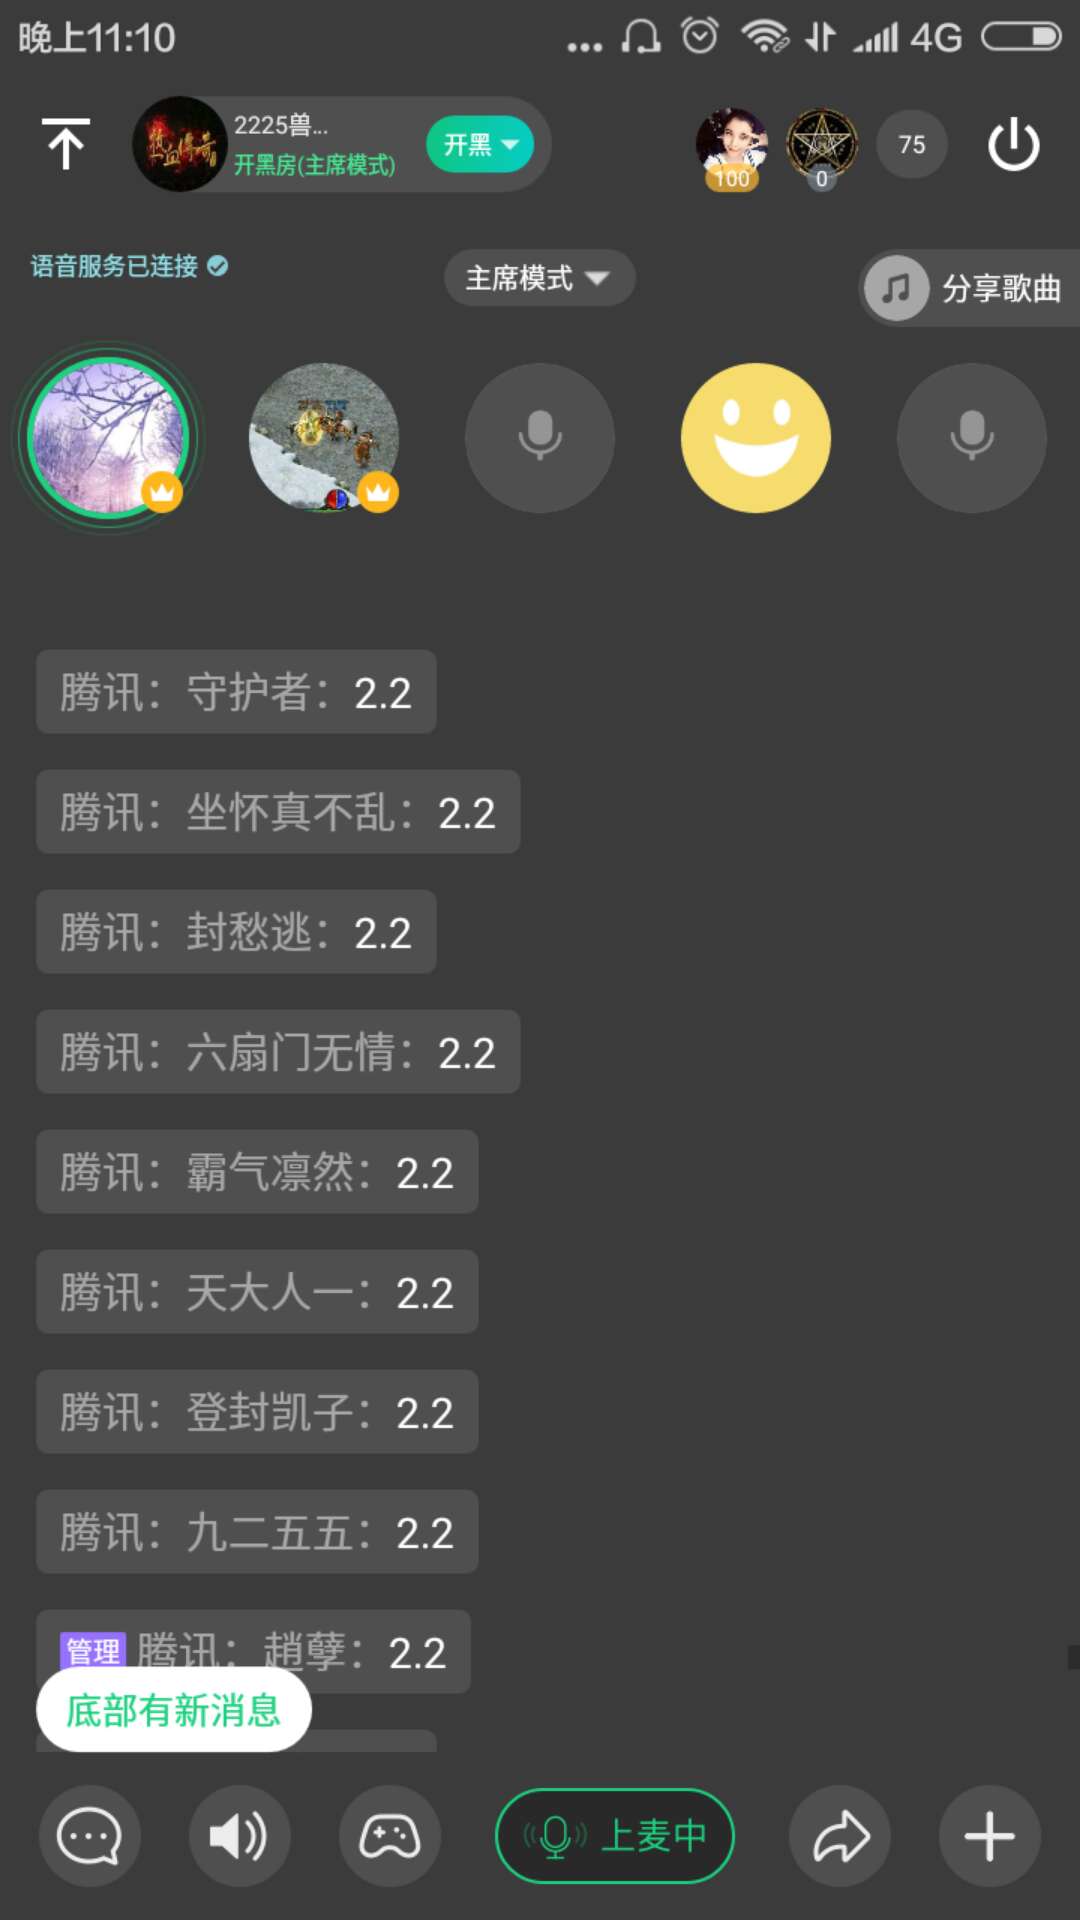 晚上11:10
4G
热血传奇
2225兽...
开黑房(主席模式)
开黑
100
0
75
语音服务已连接
主席模式
分享歌曲
腾讯：守护者：2.2
腾讯：坐怀真不乱：2.2
腾讯：封愁逃：2.2
腾讯：六扇门无情：2.2
腾讯：霸气凛然：2.2
腾讯：天大人一：2.2
腾讯：登封凯子：2.2
腾讯：九二五五：2.2
管理 腾讯：趙孽：2.2
底部有新消息
上麦中